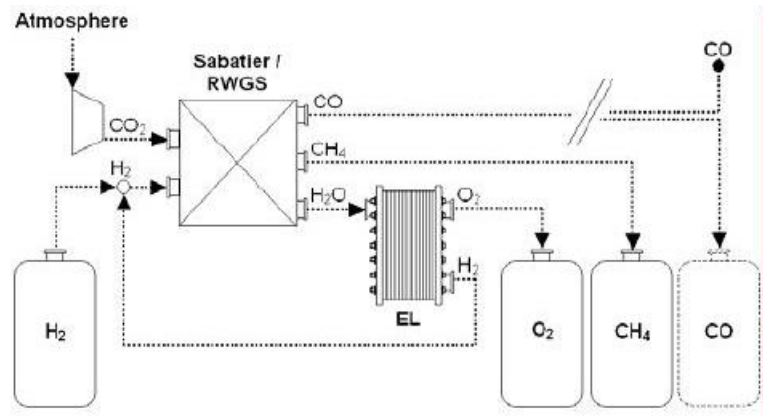 Atmosphere
Sabatier /
RWGS
CO
CO
CO₂
CH₄
H₂
H₂O
O₂
H₂
EL
H₂
O₂
CH₄
CO